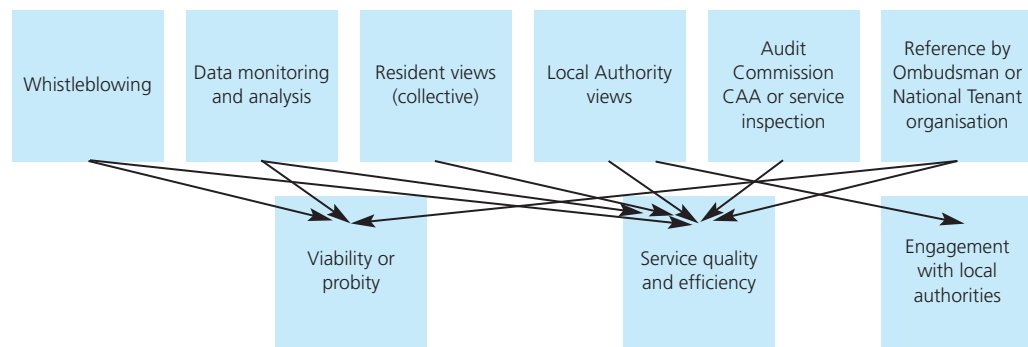 Whistleblowing
Data monitoring
and analysis
Resident views
(collective)
Local Authority
views
Audit
Commission
CAA or service
inspection
Reference by
Ombudsman or
National Tenant
organisation
Viability or
probity
Service quality
and efficiency
Engagement
with local
authorities